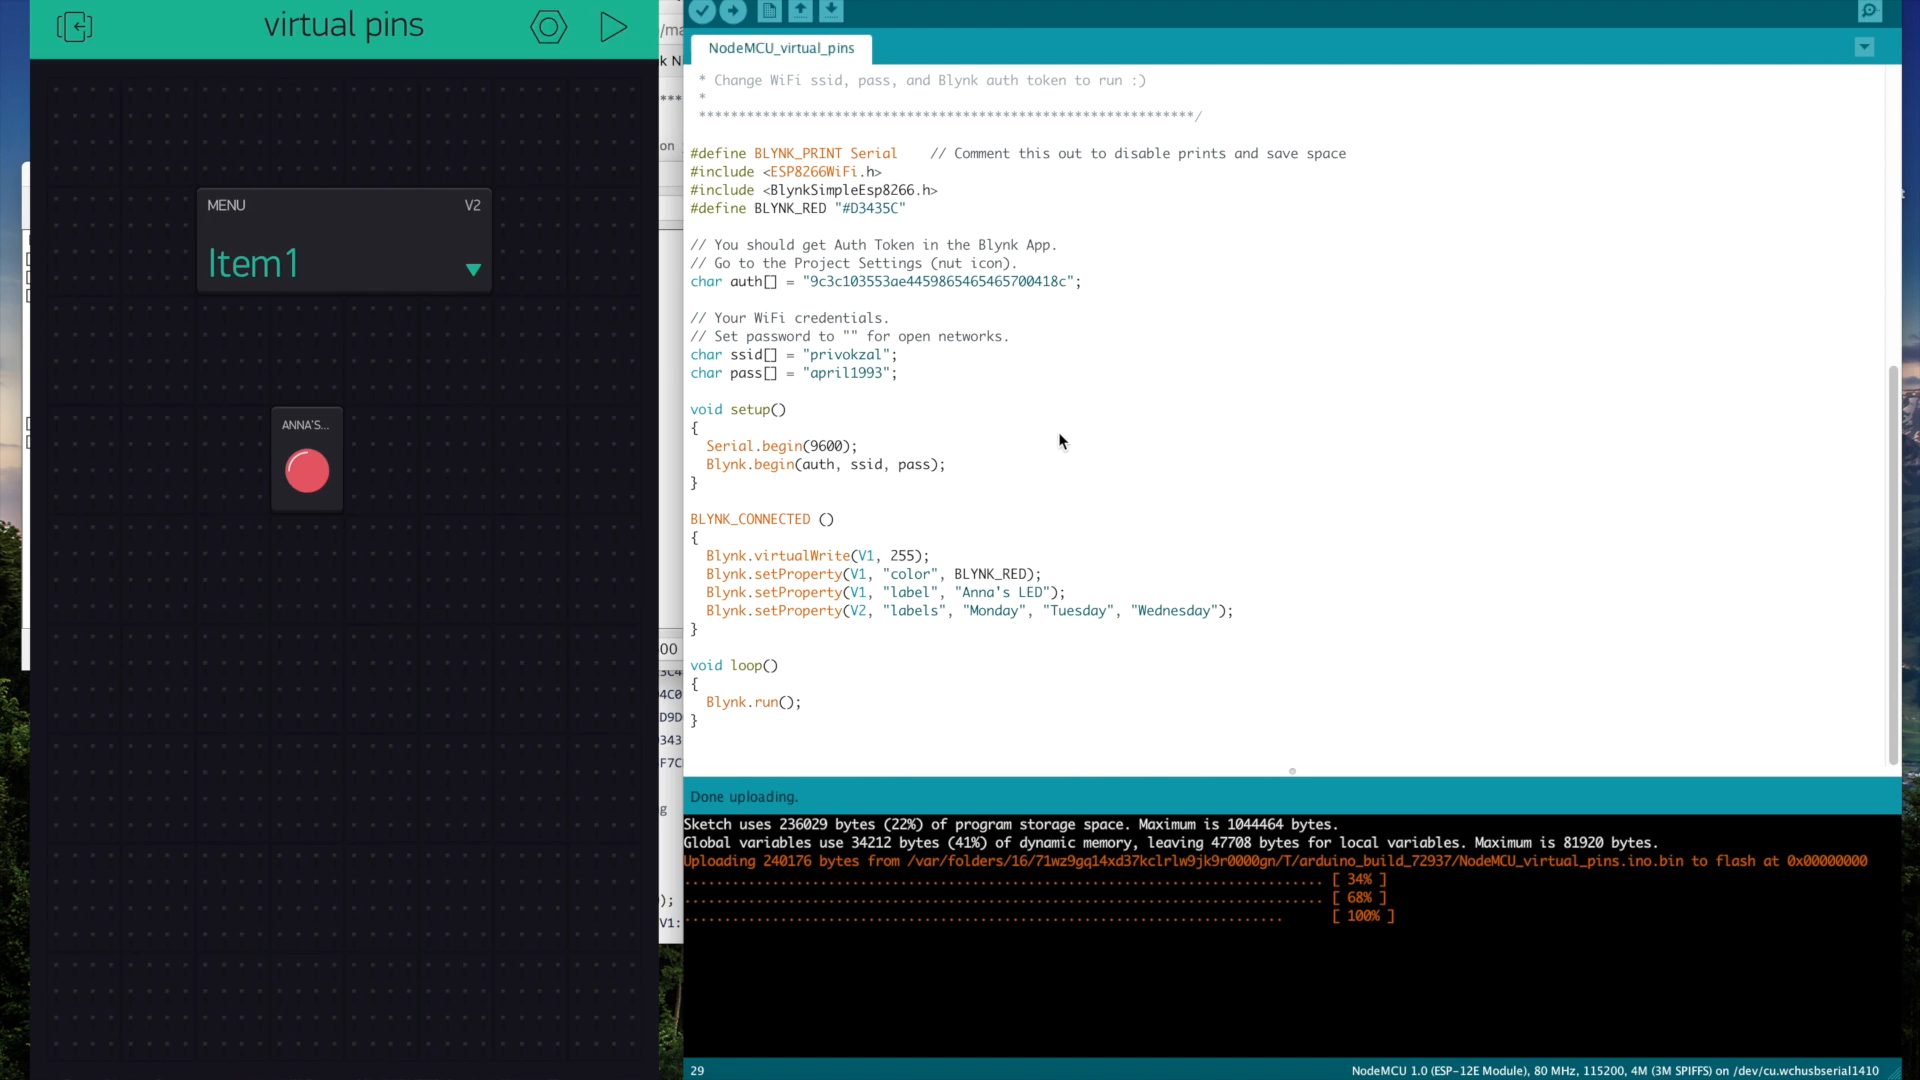 virtual pins
MENU V2
Item1
ANNA'S...
/ma
k N
***
on
00
3C4
4C0
D9D
343
F7C
g
);
V1:
NodeMCU_virtual_pins
* Change WiFi ssid, pass, and Blynk auth token to run :)
*
**************************************************************/
#define BLYNK_PRINT Serial    // Comment this out to disable prints and save space
#include <ESP8266WiFi.h>
#include <BlynkSimpleEsp8266.h>
#define BLYNK_RED "#D3435C"
// You should get Auth Token in the Blynk App.
// Go to the Project Settings (nut icon).
char auth[] = "9c3c103553ae4459865465465700418c";
// Your WiFi credentials.
// Set password to "" for open networks.
char ssid[] = "privokzal";
char pass[] = "april1993";
void setup()
{
  Serial.begin(9600);
  Blynk.begin(auth, ssid, pass);
}
BLYNK_CONNECTED ()
{
  Blynk.virtualWrite(V1, 255);
  Blynk.setProperty(V1, "color", BLYNK_RED);
  Blynk.setProperty(V1, "label", "Anna's LED");
  Blynk.setProperty(V2, "labels", "Monday", "Tuesday", "Wednesday");
}
void loop()
{
  Blynk.run();
}
Done uploading.
Sketch uses 236029 bytes (22%) of program storage space. Maximum is 1044464 bytes.
Global variables use 34212 bytes (41%) of dynamic memory, leaving 47708 bytes for local variables. Maximum is 81920 bytes.
Uploading 240176 bytes from /var/folders/16/71wz9gq14xd37kclrlw9jk9r0000gn/T/arduino_build_72937/NodeMCU_virtual_pins.ino.bin to flash at 0x00000000
................................................................................ [ 34% ]
................................................................................ [ 68% ]
........................................................................... [ 100% ]
29 NodeMCU 1.0 (ESP-12E Module), 80 MHz, 115200, 4M (3M SPIFFS) on /dev/cu.wchusbserial1410